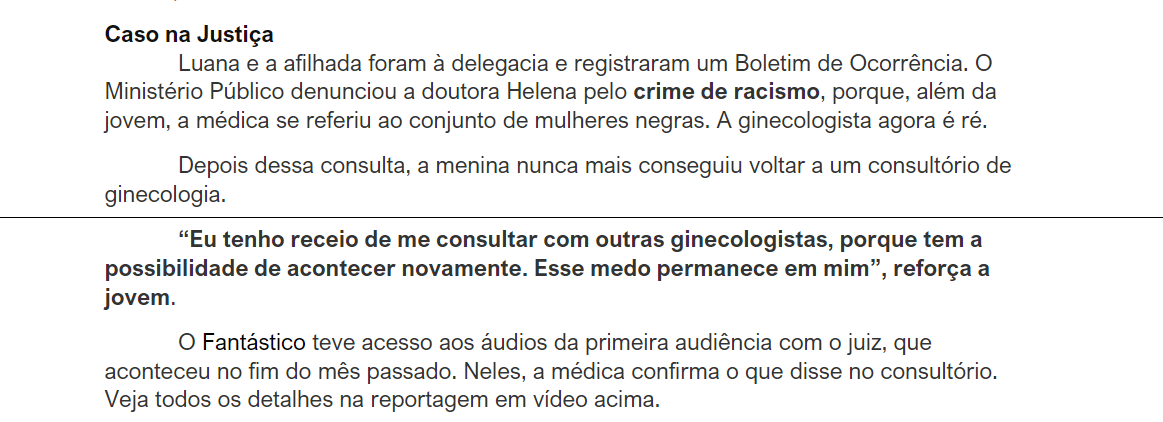 Caso na Justiça
Luana e a afilhada foram à delegacia e registraram um Boletim de Ocorrência. O
Ministério Público denunciou a doutora Helena pelo crime de racismo, porque, além da
jovem, a médica se referiu ao conjunto de mulheres negras. A ginecologista agora é ré.
Depois dessa consulta, a menina nunca mais conseguiu voltar a um consultório de
ginecologia.
“Eu tenho receio de me consultar com outras ginecologistas, porque tem a
possibilidade de acontecer novamente. Esse medo permanece em mim”, reforça a
jovem.
O Fantástico teve acesso aos áudios da primeira audiência com o juiz, que
aconteceu no fim do mês passado. Neles, a médica confirma o que disse no consultório.
Veja todos os detalhes na reportagem em vídeo acima.